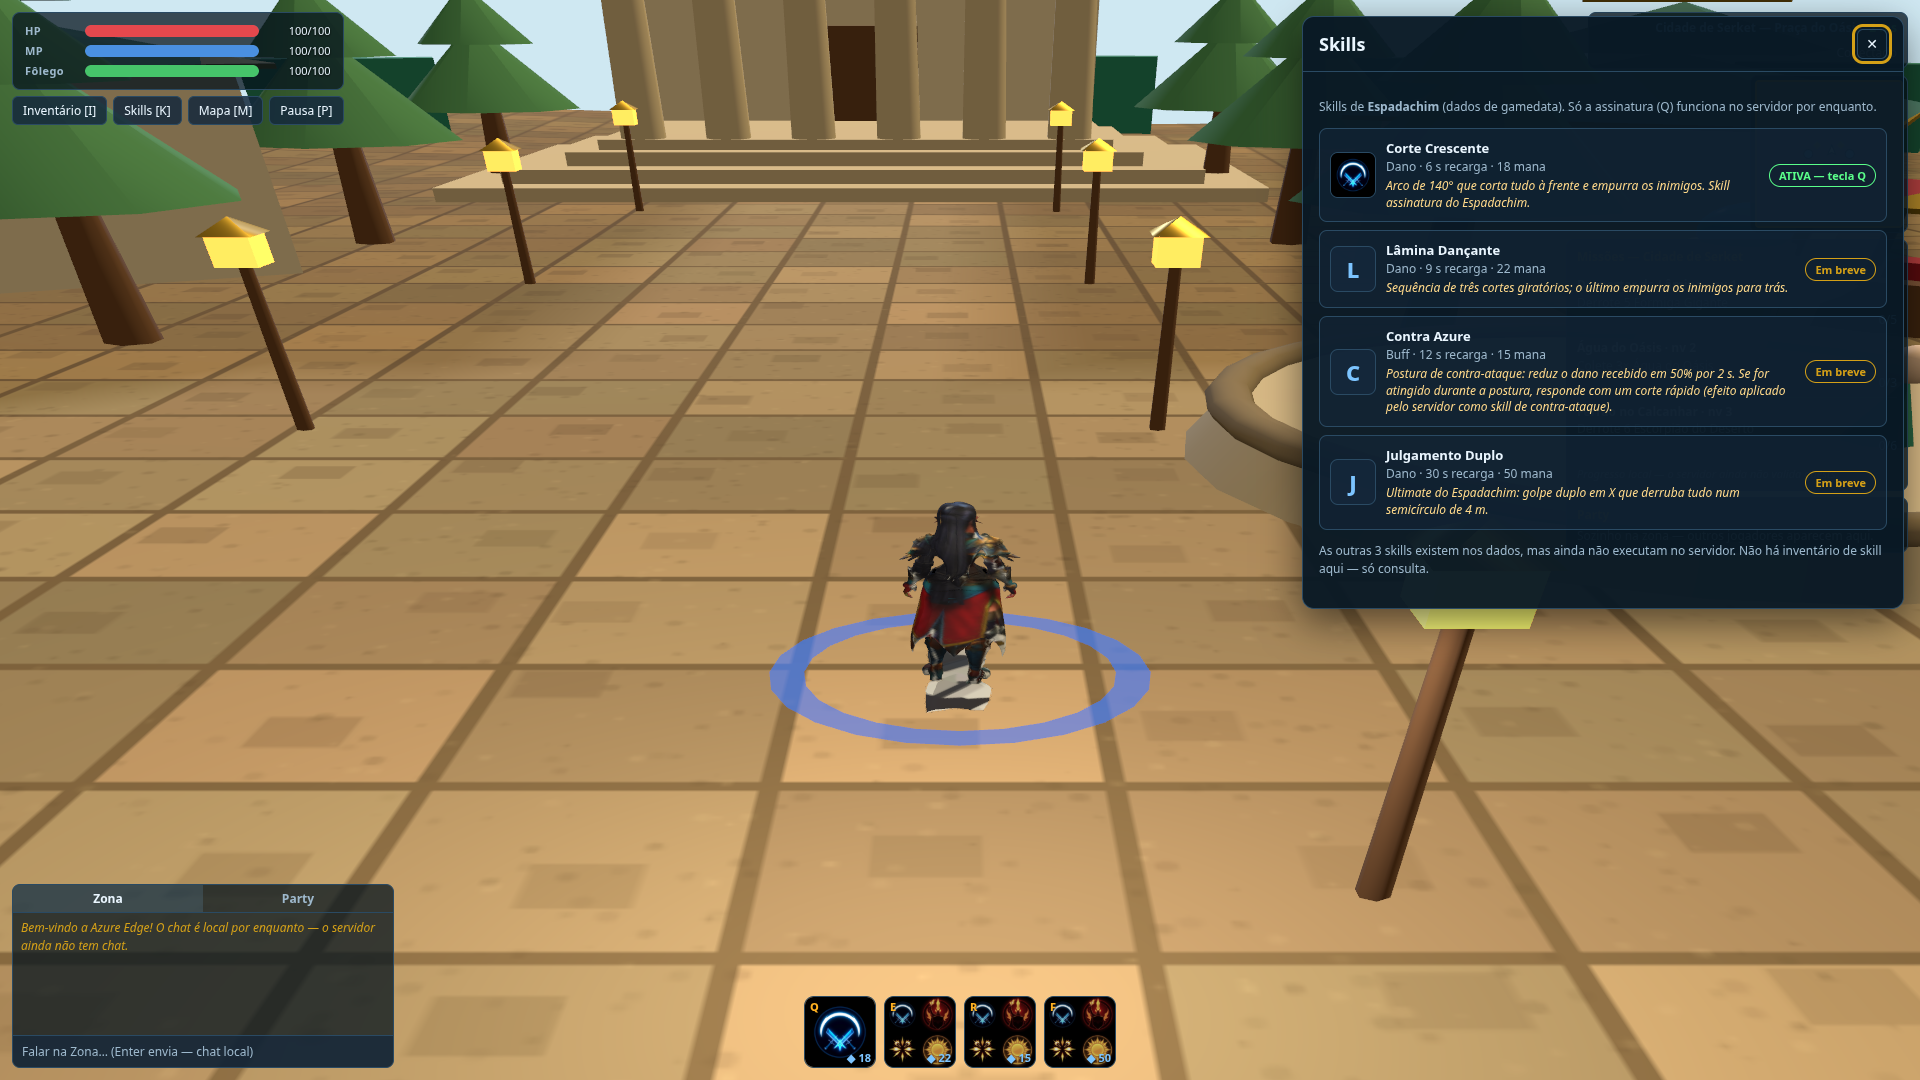 HP 100/100
MP 100/100
Fôlego 100/100
Inventário [I] Skills [K] Mapa [M] Pausa [P]
Skills
×
Skills de Espadachim (dados de gamedata). Só a assinatura (Q) funciona no servidor por enquanto.
Corte Crescente
Dano · 6 s recarga · 18 mana
Arco de 140° que corta tudo à frente e empurra os inimigos. Skill
assinatura do Espadachim.
ATIVA — tecla Q
L
Lâmina Dançante
Dano · 9 s recarga · 22 mana
Sequência de três cortes giratórios; o último empurra os inimigos para trás.
Em breve
C
Contra Azure
Buff · 12 s recarga · 15 mana
Postura de contra-ataque: reduz o dano recebido em 50% por 2 s. Se for
atingido durante a postura, responde com um corte rápido (efeito aplicado
pelo servidor como skill de contra-ataque).
Em breve
J
Julgamento Duplo
Dano · 30 s recarga · 50 mana
Ultimate do Espadachim: golpe duplo em X que derruba tudo num
semicírculo de 4 m.
Em breve
As outras 3 skills existem nos dados, mas ainda não executam no servidor. Não há inventário de skill
aqui — só consulta.
Zona Party
Bem-vindo a Azure Edge! O chat é local por enquanto — o servidor
ainda não tem chat.
Falar na Zona... (Enter envia — chat local)
Q E R F
18 22 15 50